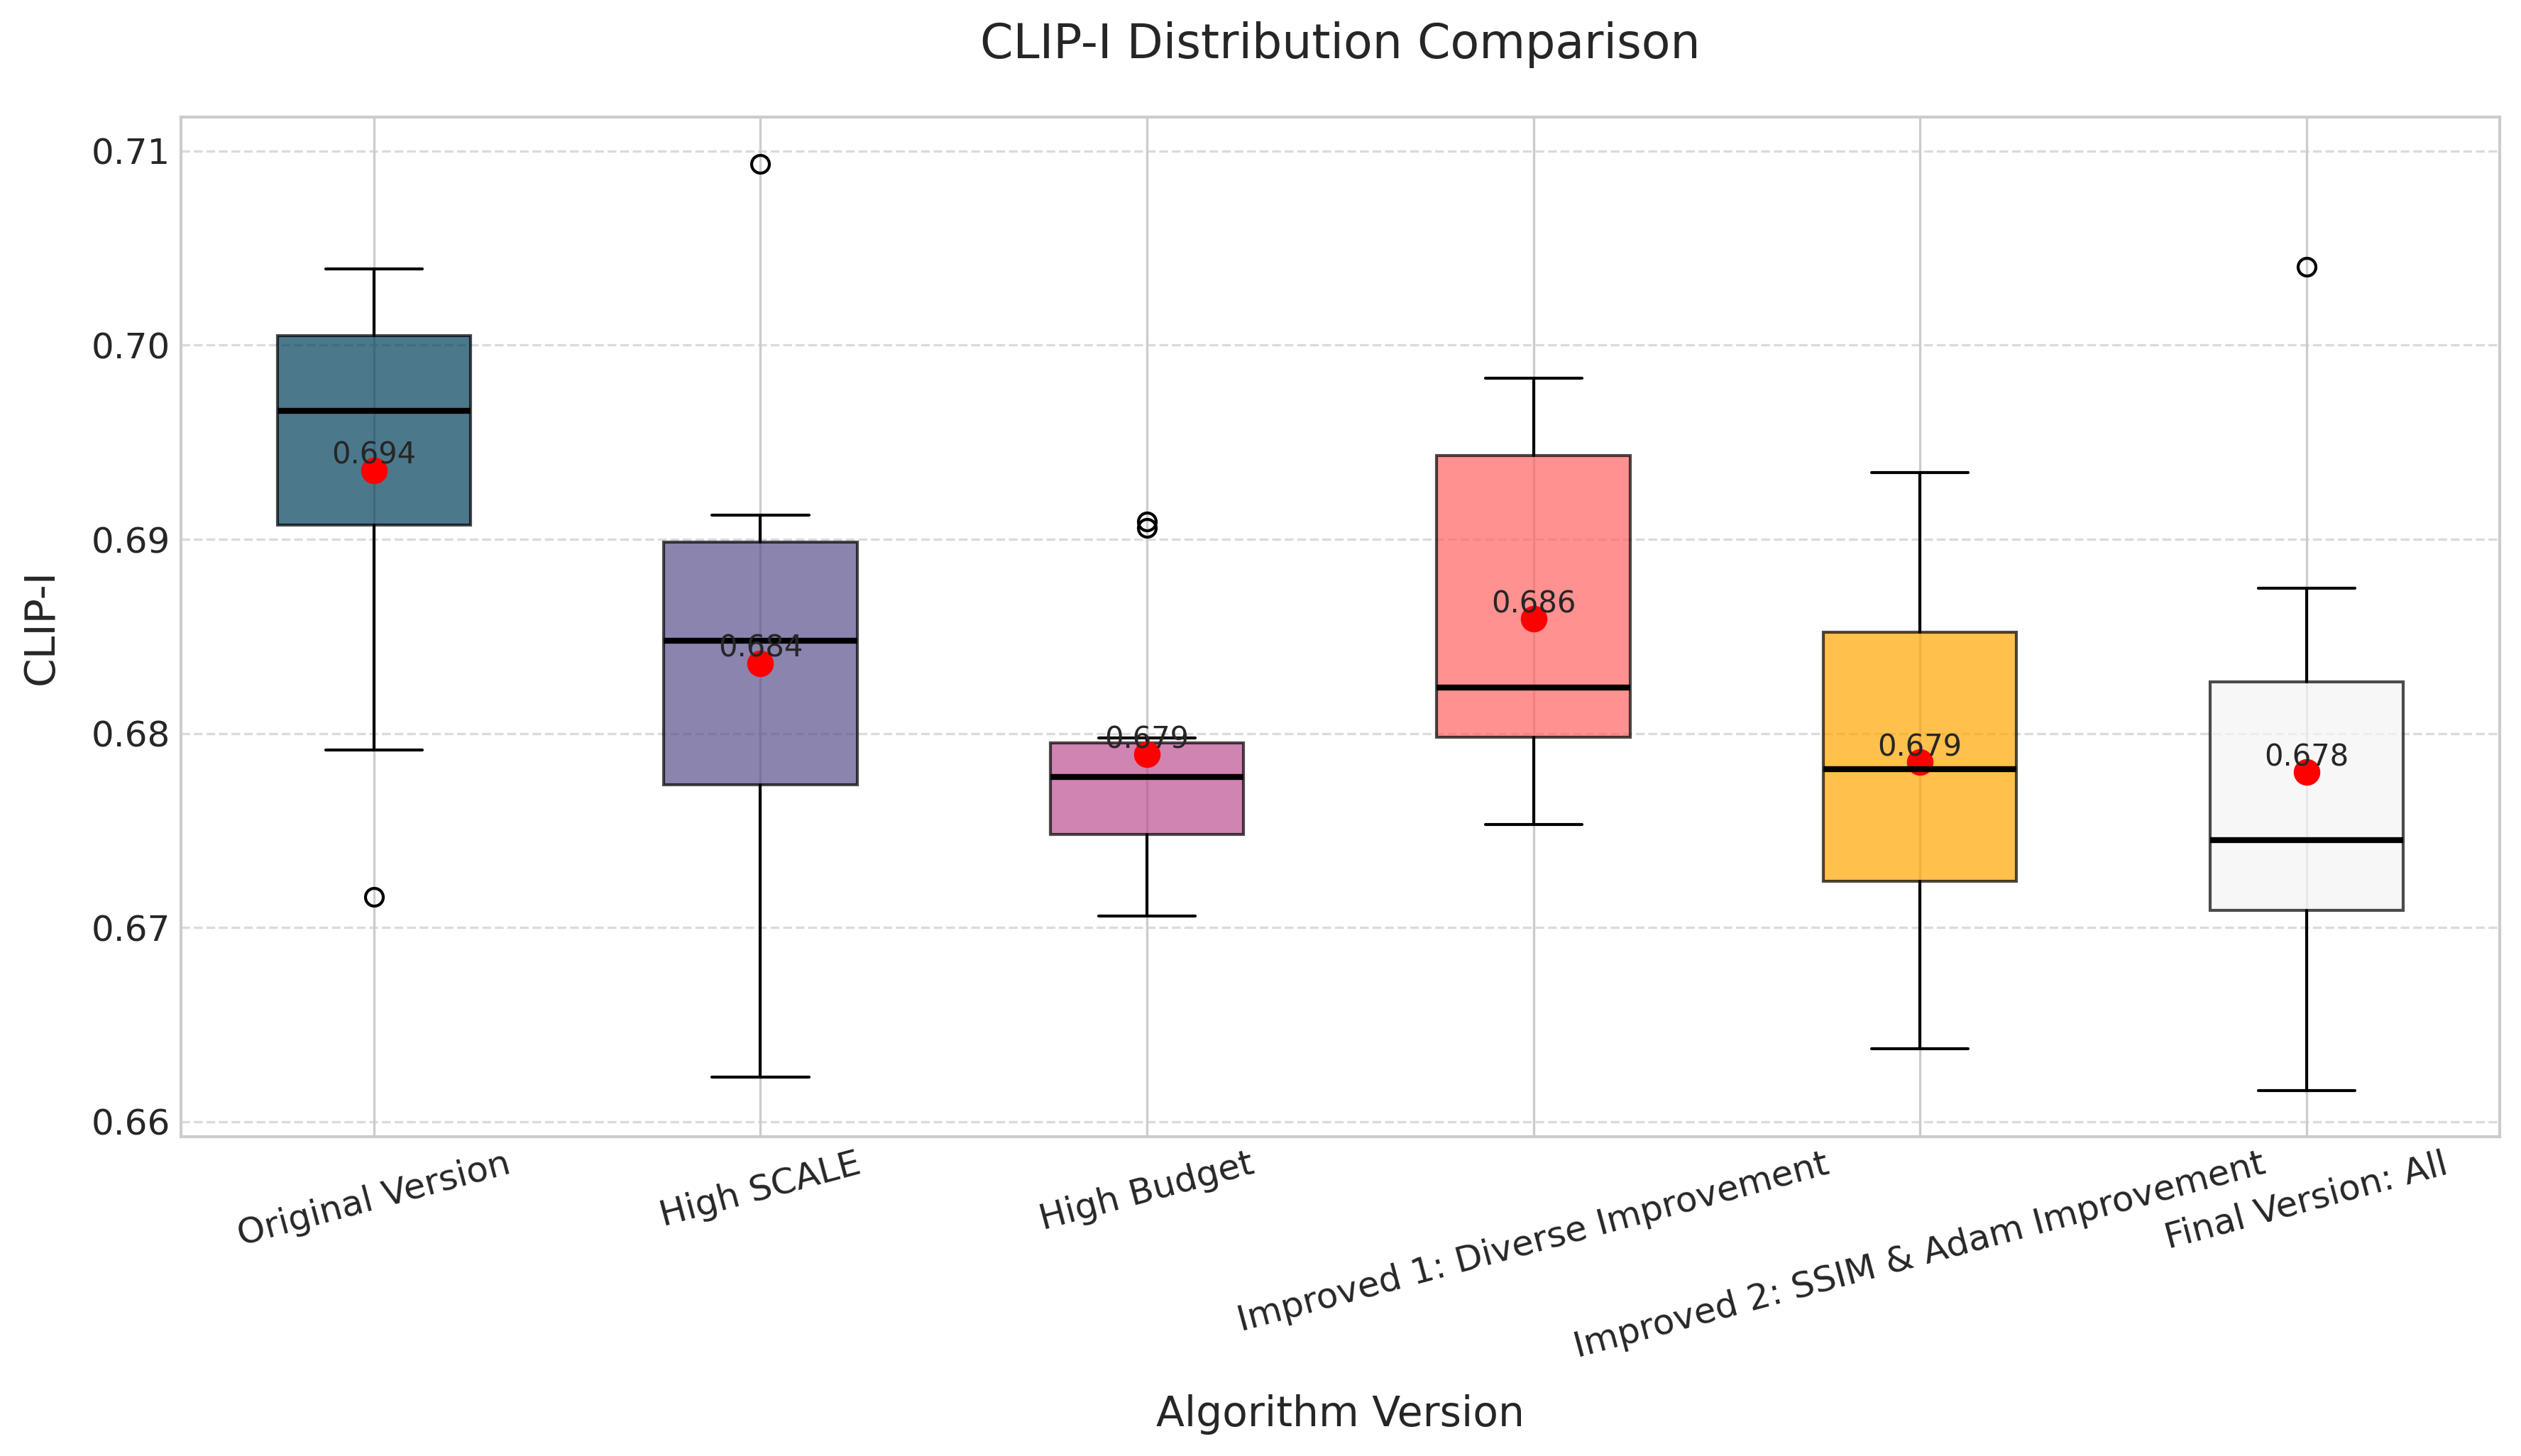 CLIP-I Distribution Comparison
CLIP-I
0.71
0.70
0.69
0.68
0.67
0.66
0.694
0.684
0.679
0.686
0.679
0.678
Original Version
High SCALE
High Budget
Improved 1: Diverse Improvement
Improved 2: SSIM & Adam Improvement
Final Version: All
Algorithm Version